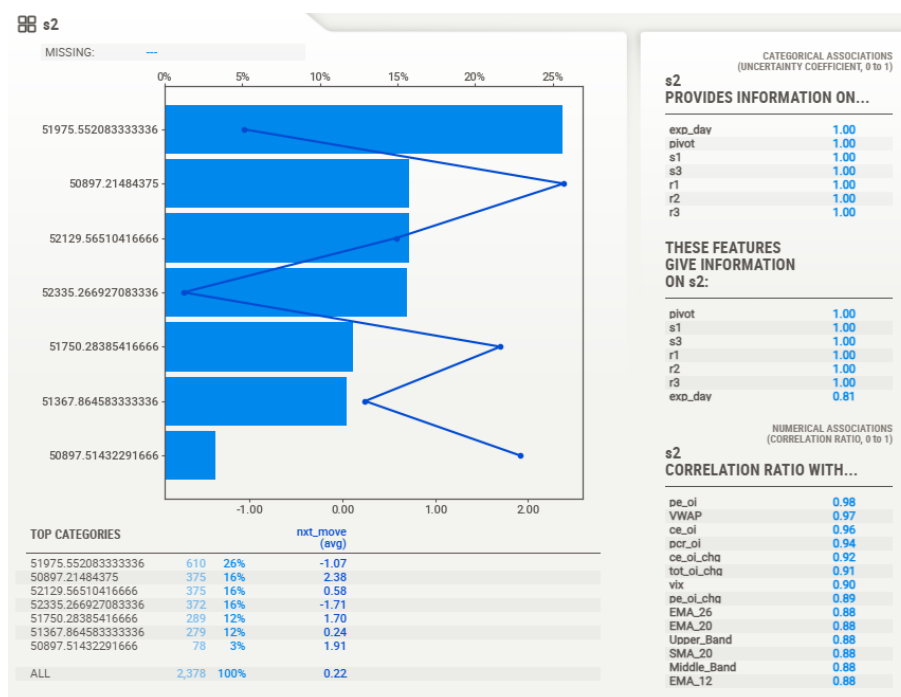 s2
MISSING: ---
0% 5% 10% 15% 20% 25%
51975.552083333336
50897.21484375
52129.56510416666
52335.266927083336
51750.28385416666
51367.864583333336
50897.51432291666
-1.00 0.00 1.00 2.00
TOP CATEGORIES nxt_move
(avg)
51975.552083333336 610 26% -1.07
50897.21484375 375 16% 2.38
52129.56510416666 375 16% 0.58
52335.266927083336 372 16% -1.71
51750.28385416666 289 12% 1.70
51367.864583333336 279 12% 0.24
50897.51432291666 78 3% 1.91
ALL 2,378 100% 0.22
CATEGORICAL ASSOCIATIONS
(UNCERTAINTY COEFFICIENT, 0 to 1)
s2
PROVIDES INFORMATION ON...
exp_day 1.00
pivot 1.00
s1 1.00
s3 1.00
r1 1.00
r2 1.00
r3 1.00
THESE FEATURES
GIVE INFORMATION
ON s2:
pivot 1.00
s1 1.00
s3 1.00
r1 1.00
r2 1.00
r3 1.00
exp_day 0.81
NUMERICAL ASSOCIATIONS
(CORRELATION RATIO, 0 to 1)
s2
CORRELATION RATIO WITH...
pe_oi 0.98
VWAP 0.97
ce_oi 0.96
pcr_oi 0.94
ce_oi_chg 0.92
tot_oi_chg 0.91
vix 0.90
pe_oi_chg 0.89
EMA_26 0.88
EMA_20 0.88
Upper_Band 0.88
SMA_20 0.88
Middle_Band 0.88
EMA_12 0.88